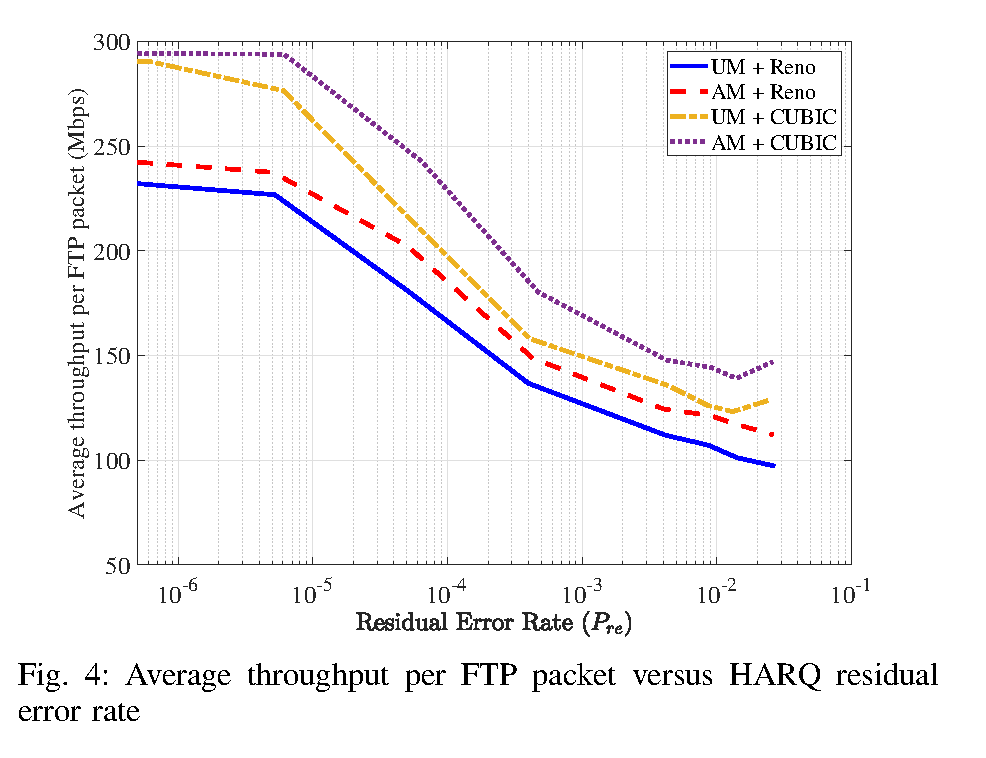 300
250
200
150
100
50
Average throughput per FTP packet (Mbps)
UM + Reno
AM + Reno
UM + CUBIC
AM + CUBIC
10^-6 10^-5 10^-4 10^-3 10^-2 10^-1
Residual Error Rate (P_re)
Fig. 4: Average throughput per FTP packet versus HARQ residual
error rate